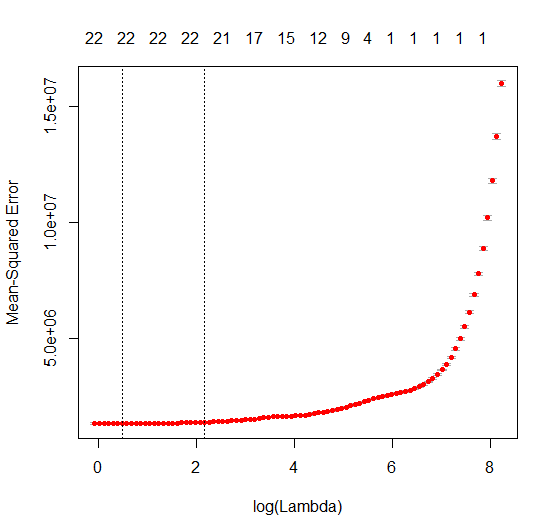 22 22 22 22 21 17 15 12 9 4 1 1 1 1 1
1.5e+07
1.0e+07
5.0e+06
Mean-Squared Error
0 2 4 6 8
log(Lambda)